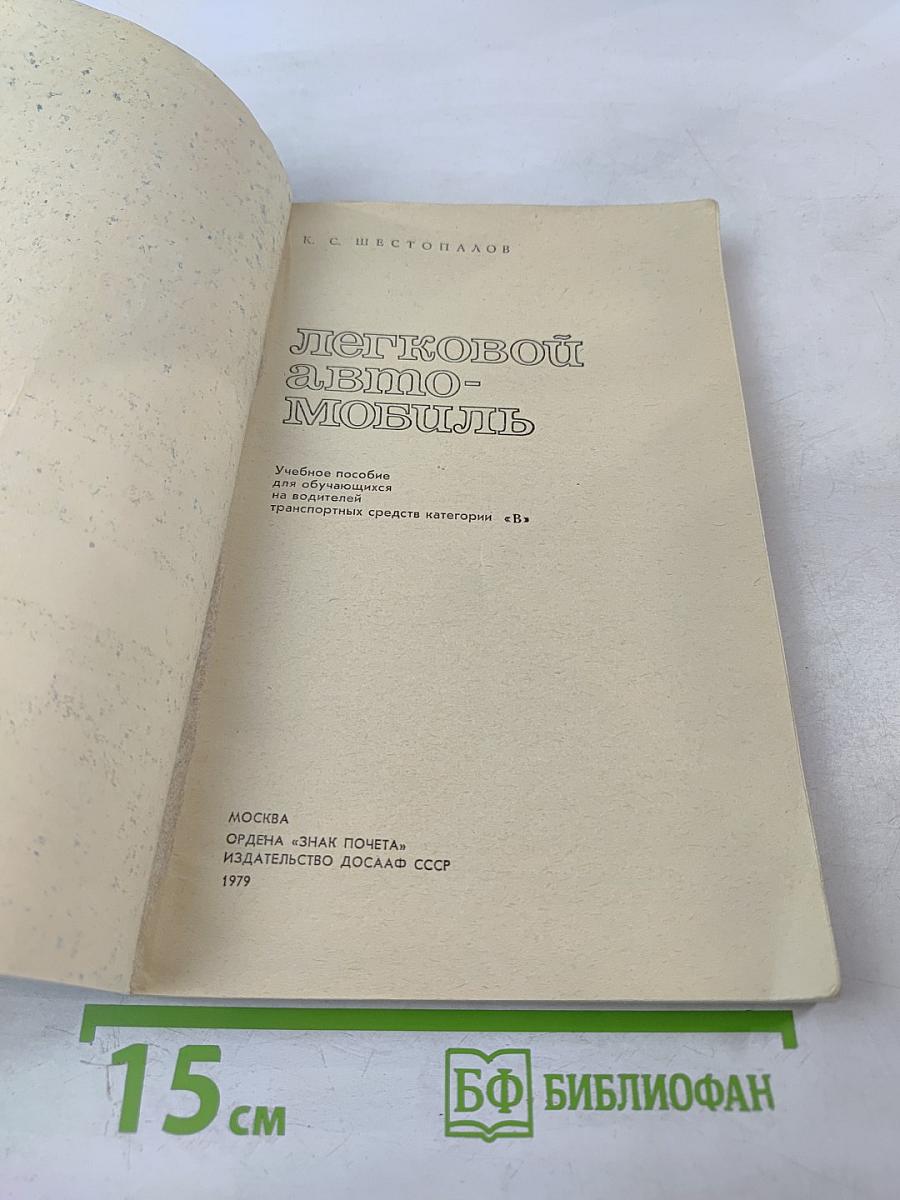 К. С. ШЕСТОПАЛОВ
легковой
авто-
мобиль
Учебное пособие
для обучающихся
на водителей
транспортных средств категории «В»
МОСКВА
ОРДЕНА «ЗНАК ПОЧЕТА»
ИЗДАТЕЛЬСТВО ДОСААФ СССР
1979
15 см
БФ БИБЛИОФАН